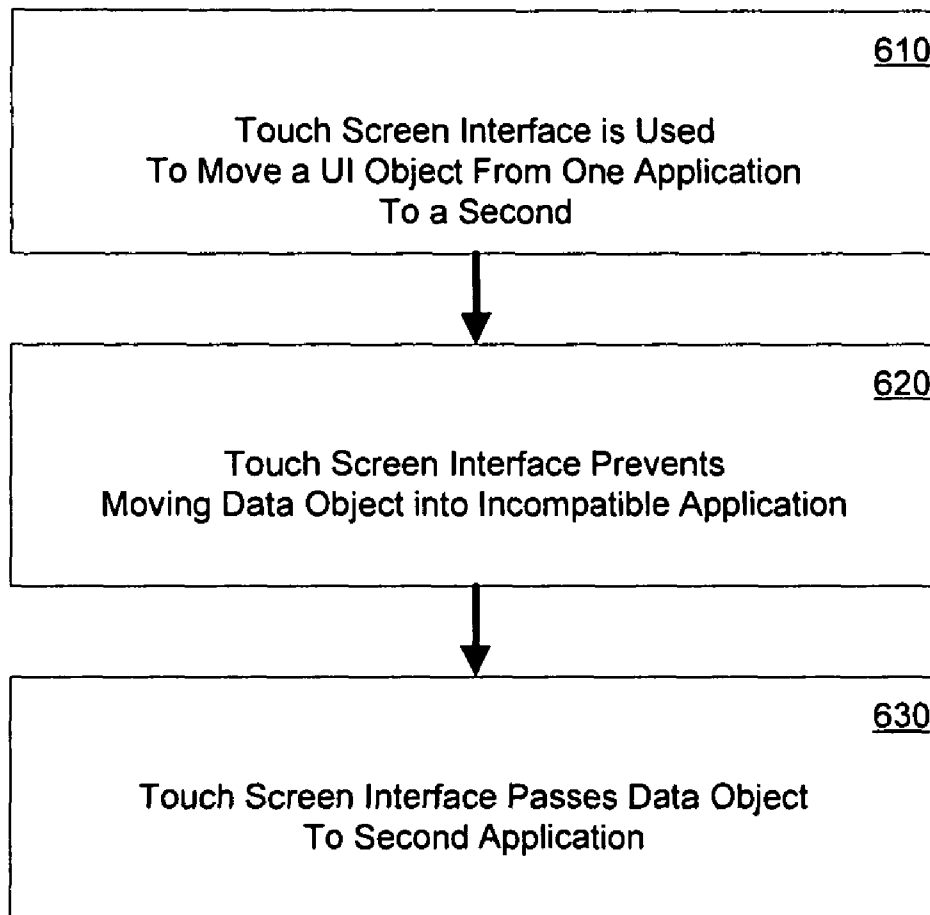 610
Touch Screen Interface is Used
To Move a UI Object From One Application
To a Second
620
Touch Screen Interface Prevents
Moving Data Object into Incompatible Application
630
Touch Screen Interface Passes Data Object
To Second Application